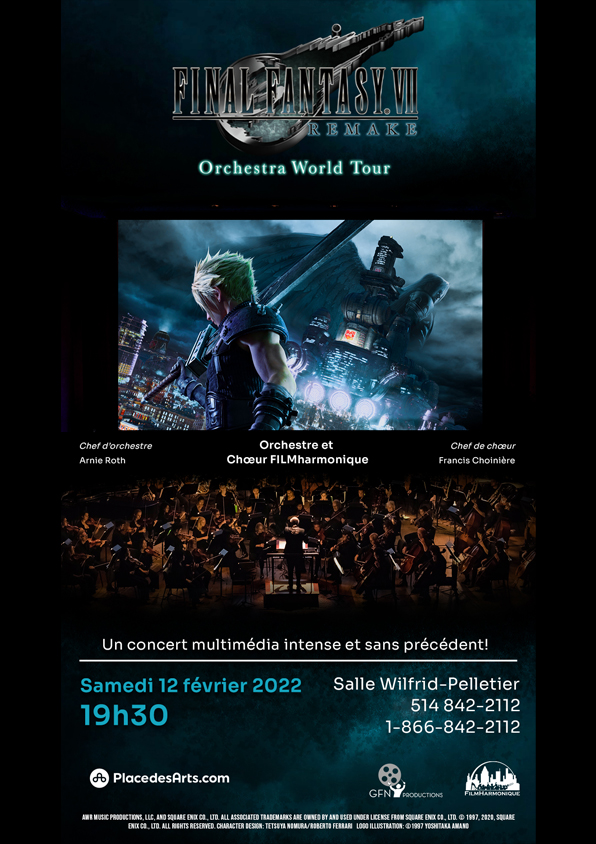 FINAL FANTASY. VII
REMAKE
Orchestra World Tour
Chef d'orchestre
Arnie Roth
Orchestre et
Chœur FILMharmonique
Chef de chœur
Francis Choinière
Un concert multimédia intense et sans précédent!
Samedi 12 février 2022
19h30
Salle Wilfrid-Pelletier
514 842-2112
1-866-842-2112
PlacedesArts.com
GFN PRODUCTIONS
FILMHARMONIQUE
AWR MUSIC PRODUCTIONS, LLC, AND SQUARE ENIX CO., LTD. ALL ASSOCIATED TRADEMARKS ARE OWNED BY AND USED UNDER LICENSE FROM SQUARE ENIX CO., LTD. © 1997, 2020, SQUARE
ENIX CO., LTD. ALL RIGHTS RESERVED. CHARACTER DESIGN: TETSUYA NOMURA/ROBERTO FERRARI LOGO ILLUSTRATION: ©1997 YOSHITAKA AMANO